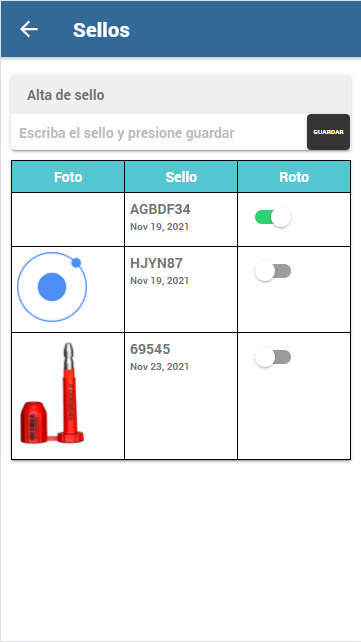 Sellos
Alta de sello
Escriba el sello y presione guardar
GUARDAR
Foto Sello Roto
AGBDF34
Nov 19, 2021
HJYN87
Nov 19, 2021
69545
Nov 23, 2021